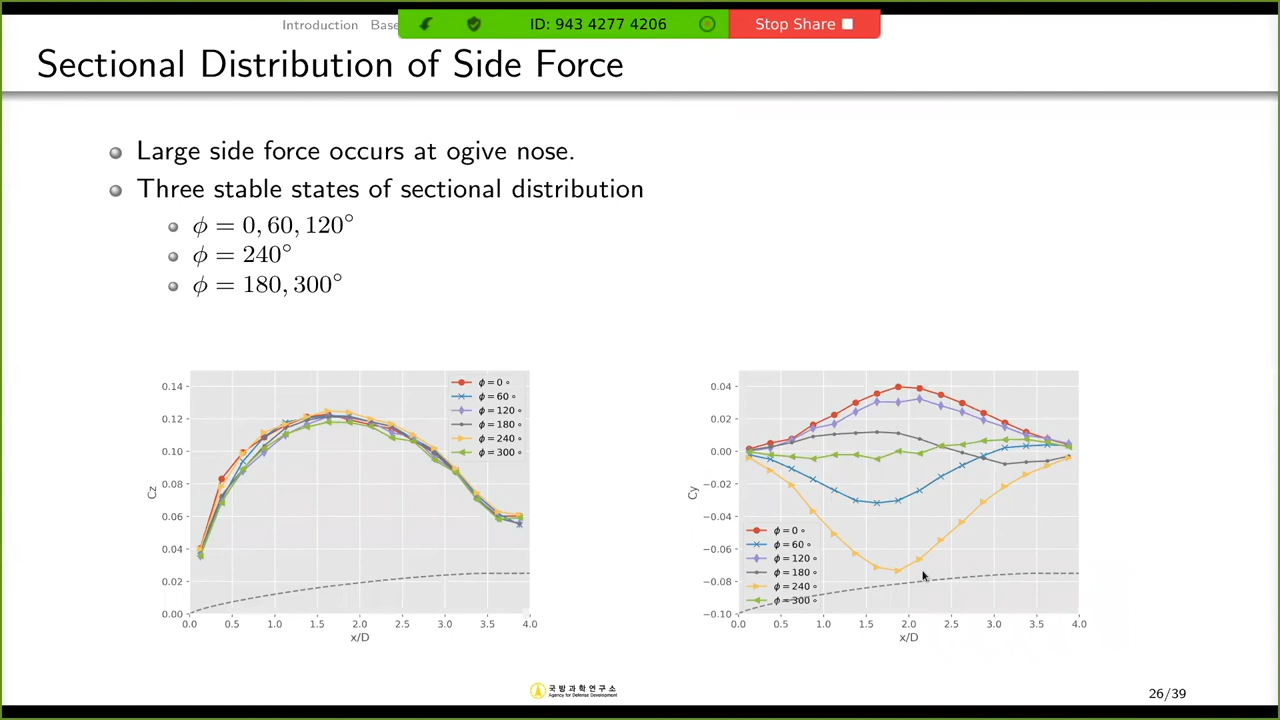 Introduction Base
ID: 943 4277 4206
Stop Share
Sectional Distribution of Side Force
Large side force occurs at ogive nose.
Three stable states of sectional distribution
ϕ = 0, 60, 120°
ϕ = 240°
ϕ = 180, 300°
Cz
0.14
0.12
0.10
0.08
0.06
0.04
0.02
0.00
0.0 0.5 1.0 1.5 2.0 2.5 3.0 3.5 4.0
x/D
ϕ = 0 ∘
ϕ = 60 ∘
ϕ = 120 ∘
ϕ = 180 ∘
ϕ = 240 ∘
ϕ = 300 ∘
Cy
0.04
0.02
0.00
−0.02
−0.04
−0.06
−0.08
−0.10
0.0 0.5 1.0 1.5 2.0 2.5 3.0 3.5 4.0
x/D
ϕ = 0 ∘
ϕ = 60 ∘
ϕ = 120 ∘
ϕ = 180 ∘
ϕ = 240 ∘
ϕ = 300 ∘
국방과학연구소
Agency for Defense Development
26/39